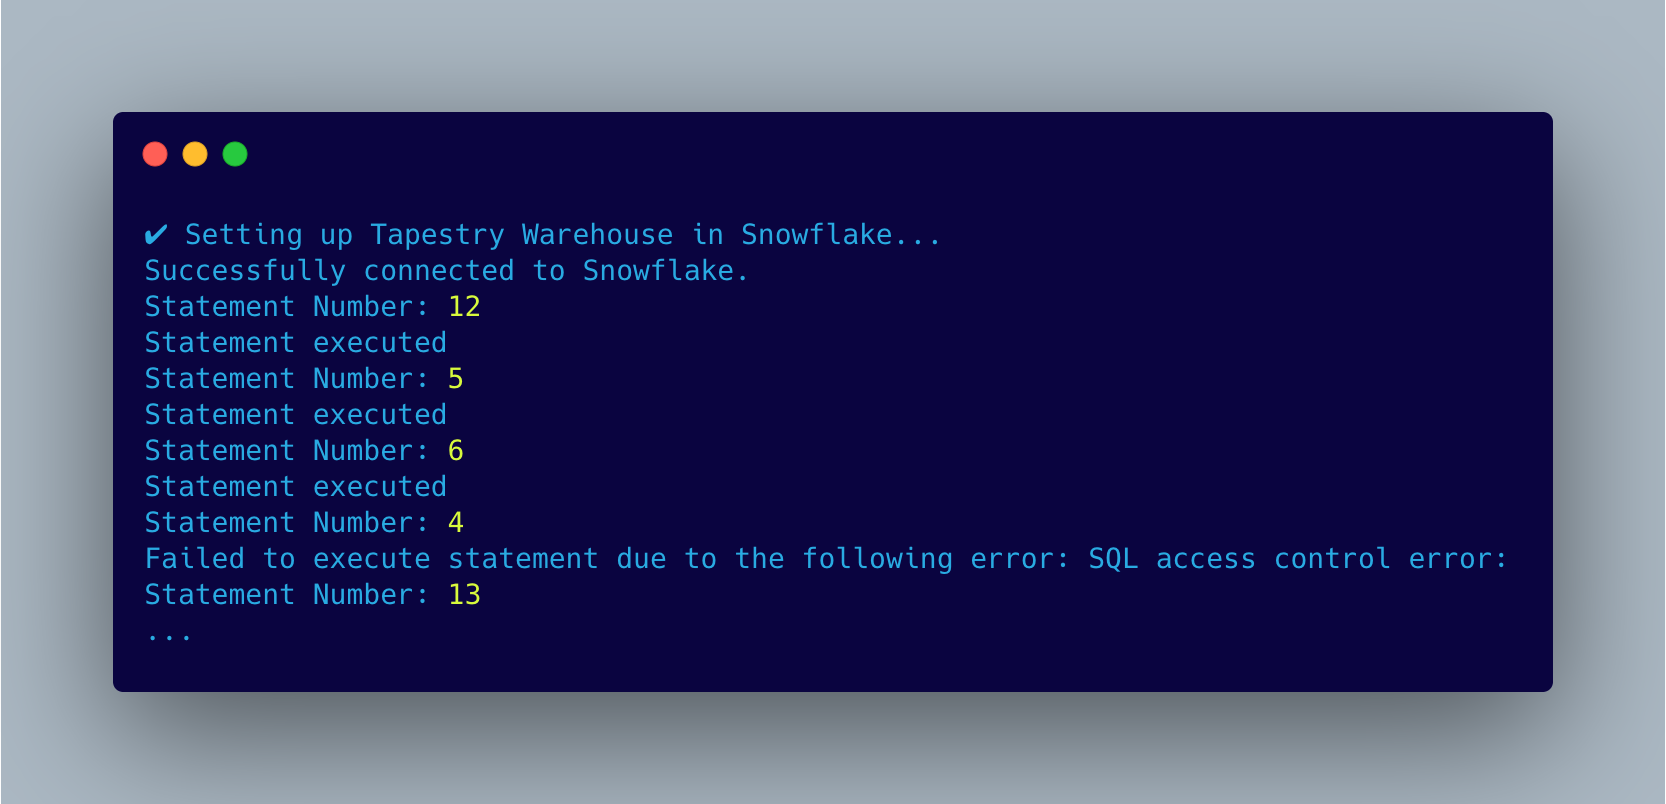 ✔ Setting up Tapestry Warehouse in Snowflake...
Successfully connected to Snowflake.
Statement Number: 12
Statement executed
Statement Number: 5
Statement executed
Statement Number: 6
Statement executed
Statement Number: 4
Failed to execute statement due to the following error: SQL access control error:
Statement Number: 13
...